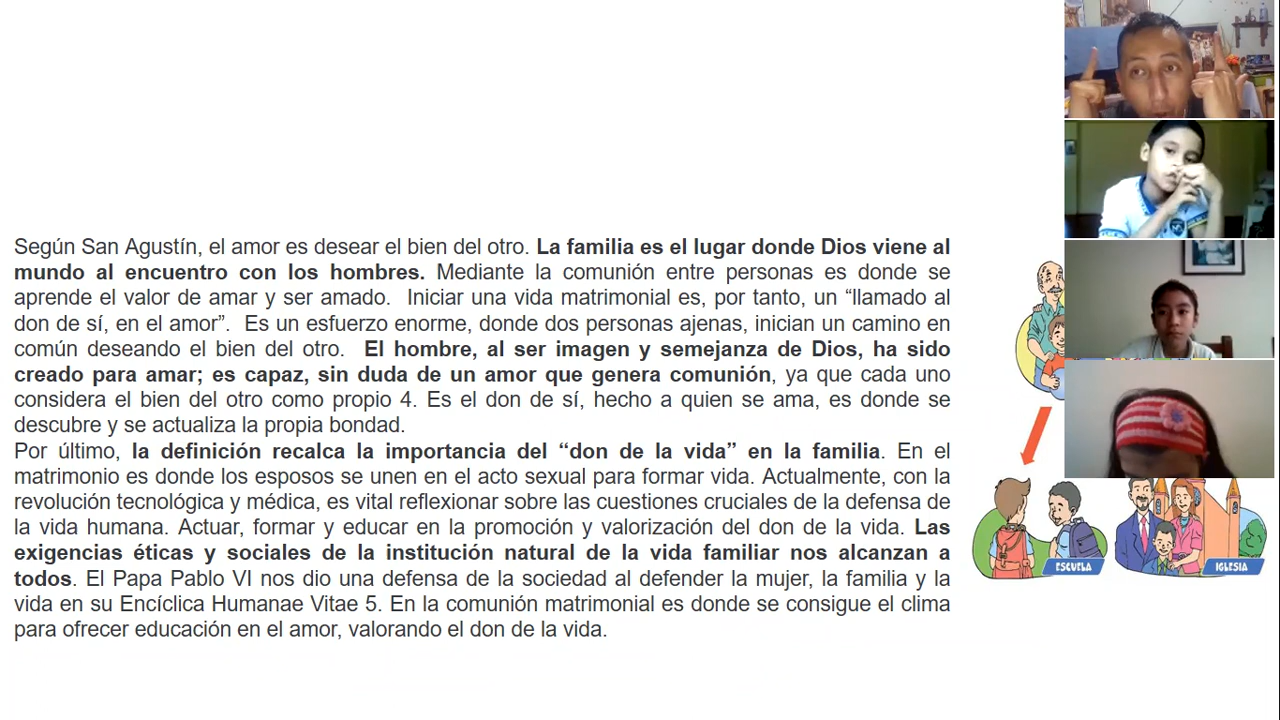 Según San Agustín, el amor es desear el bien del otro. La familia es el lugar donde Dios viene al
mundo al encuentro con los hombres. Mediante la comunión entre personas es donde se
aprende el valor de amar y ser amado.  Iniciar una vida matrimonial es, por tanto, un “llamado al
don de sí, en el amor”.  Es un esfuerzo enorme, donde dos personas ajenas, inician un camino en
común deseando el bien del otro.  El hombre, al ser imagen y semejanza de Dios, ha sido
creado para amar; es capaz, sin duda de un amor que genera comunión, ya que cada uno
considera el bien del otro como propio 4. Es el don de sí, hecho a quien se ama, es donde se
descubre y se actualiza la propia bondad.
Por último, la definición recalca la importancia del “don de la vida” en la familia. En el
matrimonio es donde los esposos se unen en el acto sexual para formar vida. Actualmente, con la
revolución tecnológica y médica, es vital reflexionar sobre las cuestiones cruciales de la defensa de
la vida humana. Actuar, formar y educar en la promoción y valorización del don de la vida. Las
exigencias éticas y sociales de la institución natural de la vida familiar nos alcanzan a
todos. El Papa Pablo VI nos dio una defensa de la sociedad al defender la mujer, la familia y la
vida en su Encíclica Humanae Vitae 5. En la comunión matrimonial es donde se consigue el clima
para ofrecer educación en el amor, valorando el don de la vida.
ESCUELA
IGLESIA